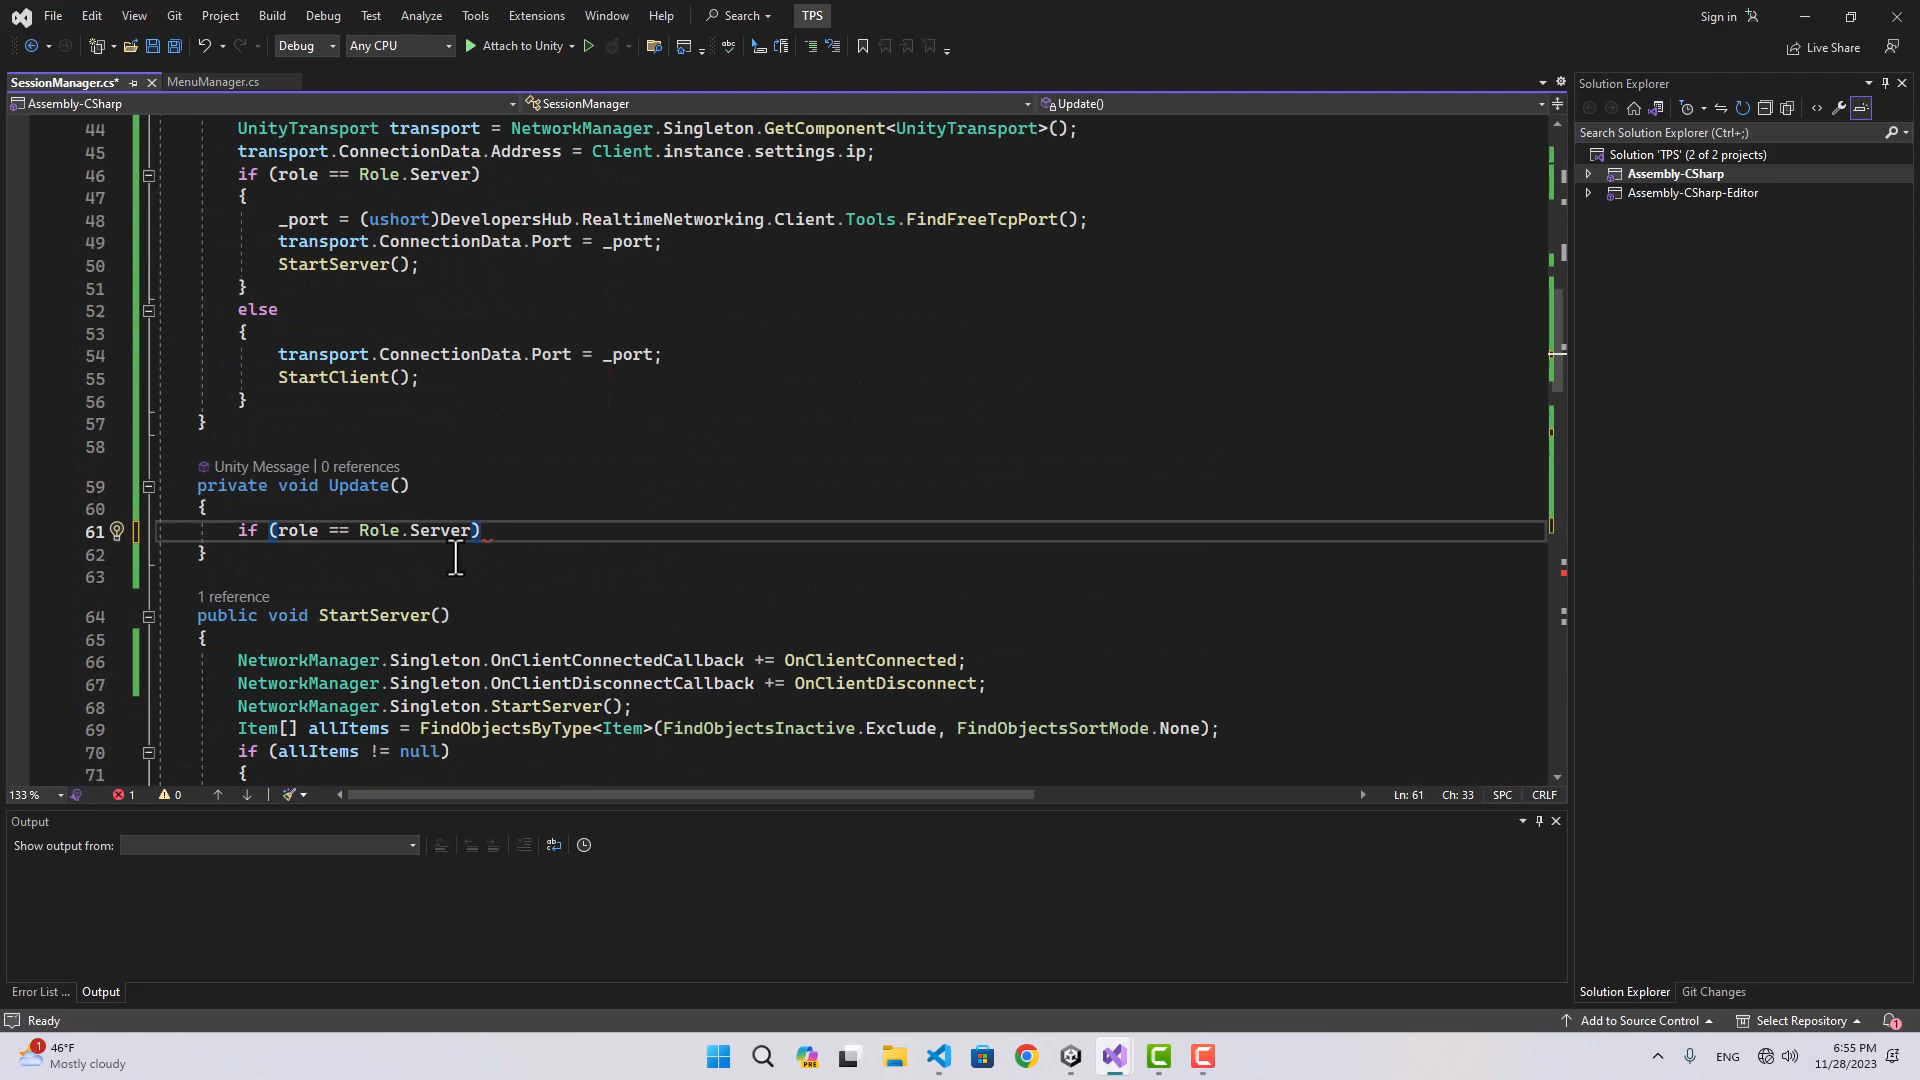 File Edit View Git Project Build Debug Test Analyze Tools Extensions Window Help Search TPS Sign in
Debug Any CPU Attach to Unity Live Share
SessionManager.cs* MenuManager.cs
Assembly-CSharp SessionManager Update()
44 UnityTransport transport = NetworkManager.Singleton.GetComponent<UnityTransport>();
45 transport.ConnectionData.Address = Client.instance.settings.ip;
46 if (role == Role.Server)
47 {
48 _port = (ushort)DevelopersHub.RealtimeNetworking.Client.Tools.FindFreeTcpPort();
49 transport.ConnectionData.Port = _port;
50 StartServer();
51 }
52 else
53 {
54 transport.ConnectionData.Port = _port;
55 StartClient();
56 }
57 }
58
Unity Message | 0 references
59 private void Update()
60 {
61 if (role == Role.Server)
62 }
63
1 reference
64 public void StartServer()
65 {
66 NetworkManager.Singleton.OnClientConnectedCallback += OnClientConnected;
67 NetworkManager.Singleton.OnClientDisconnectCallback += OnClientDisconnect;
68 NetworkManager.Singleton.StartServer();
69 Item[] allItems = FindObjectsByType<Item>(FindObjectsInactive.Exclude, FindObjectsSortMode.None);
70 if (allItems != null)
71 {
133 % 1 0 Ln: 61 Ch: 33 SPC CRLF
Output
Show output from:
Error List ... Output
Solution Explorer
Search Solution Explorer (Ctrl+;)
Solution 'TPS' (2 of 2 projects)
Assembly-CSharp
Assembly-CSharp-Editor
Solution Explorer Git Changes
Ready Add to Source Control Select Repository 1
1 46°F
Mostly cloudy
PRE
ENG
6:55 PM
11/28/2023